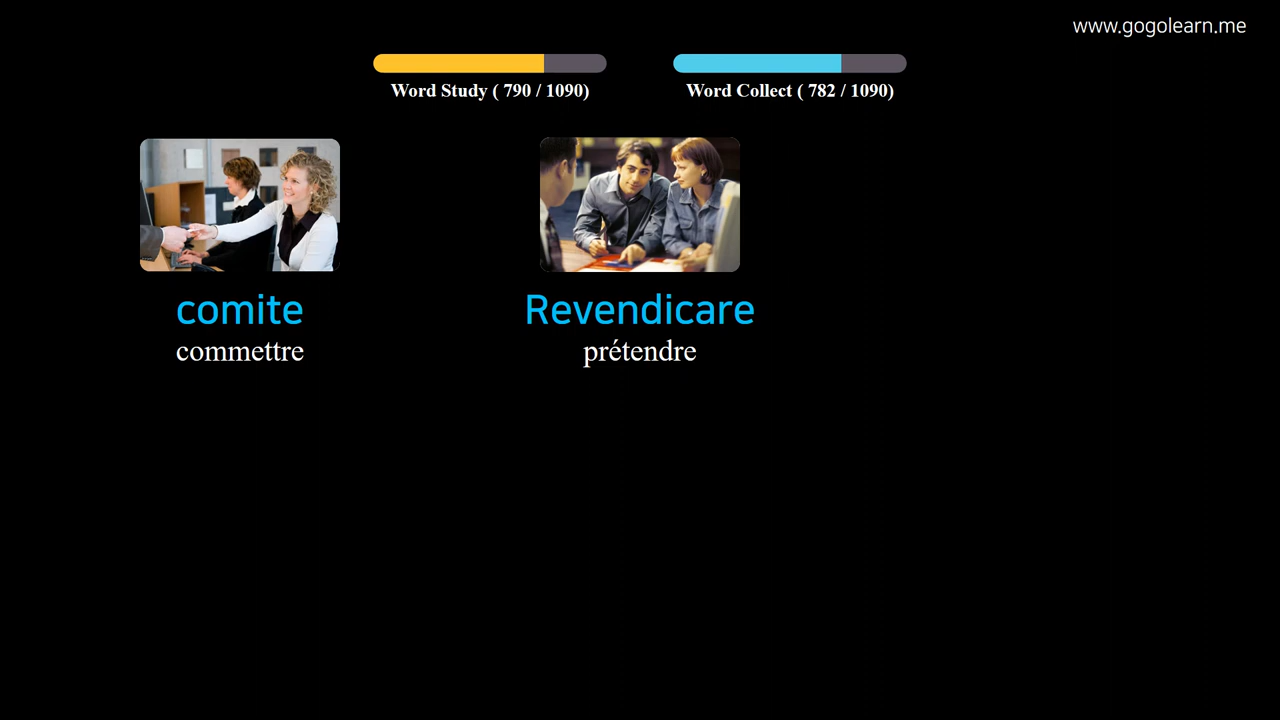 www.gogolearn.me
Word Study ( 790 / 1090)
Word Collect ( 782 / 1090)
comite
commettre
Revendicare
prétendre